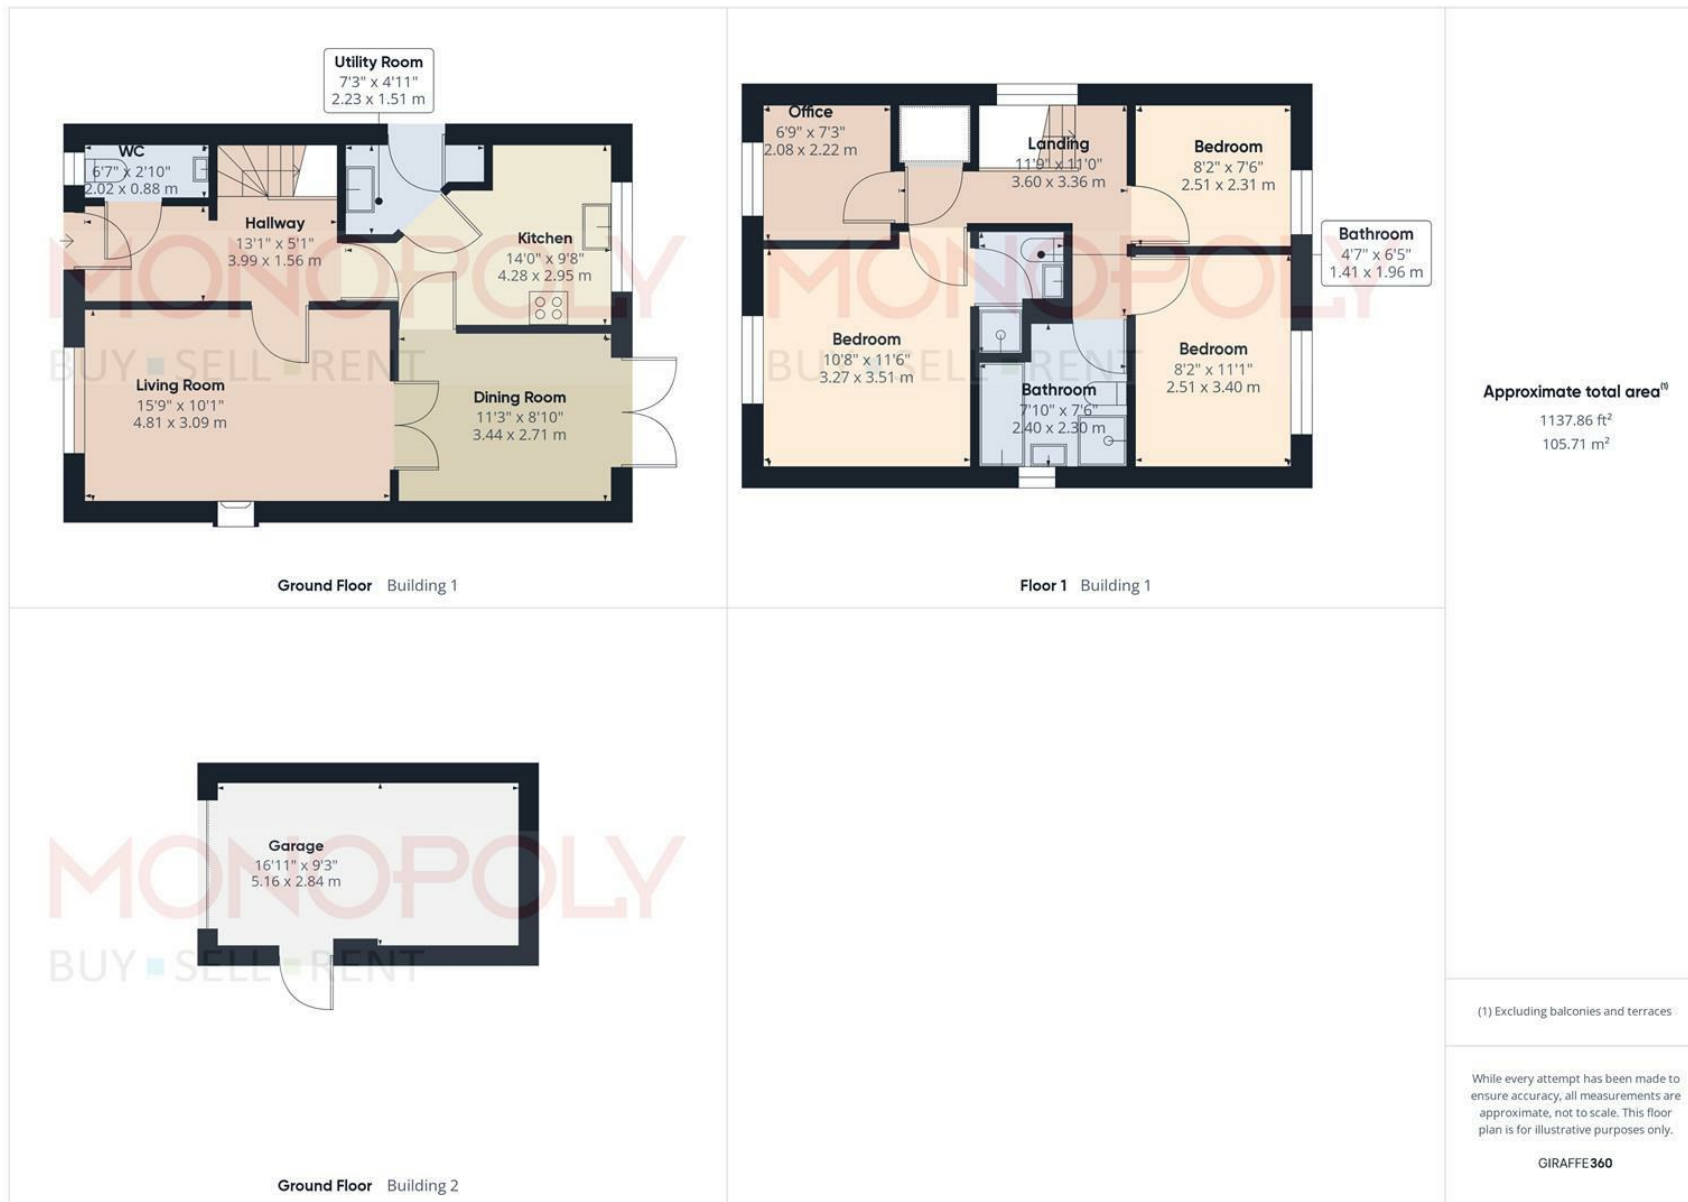 Utility Room
7'3" x 4'11"
2.23 x 1.51 m
WC
6'7" x 2'10"
2.02 x 0.88 m
Hallway
13'1" x 5'1"
3.99 x 1.56 m
Kitchen
14'0" x 9'8"
4.28 x 2.95 m
Living Room
15'9" x 10'1"
4.81 x 3.09 m
Dining Room
11'3" x 8'10"
3.44 x 2.71 m
MONOPOLY
BUY SELL RENT
Ground Floor Building 1
Office
6'9" x 7'3"
2.08 x 2.22 m
Landing
11'9" x 11'0"
3.60 x 3.36 m
Bedroom
8'2" x 7'6"
2.51 x 2.31 m
Bathroom
4'7" x 6'5"
1.41 x 1.96 m
Bedroom
10'8" x 11'6"
3.27 x 3.51 m
Bathroom
7'10" x 7'6"
2.40 x 2.30 m
Bedroom
8'2" x 11'1"
2.51 x 3.40 m
MONOPOLY
BUY SELL RENT
Floor 1 Building 1
Approximate total area(1)
1137.86 ft²
105.71 m²
Garage
16'11" x 9'3"
5.16 x 2.84 m
MONOPOLY
BUY SELL RENT
Ground Floor Building 2
(1) Excluding balconies and terraces
While every attempt has been made to
ensure accuracy, all measurements are
approximate, not to scale. This floor
plan is for illustrative purposes only.
GIRAFFE360